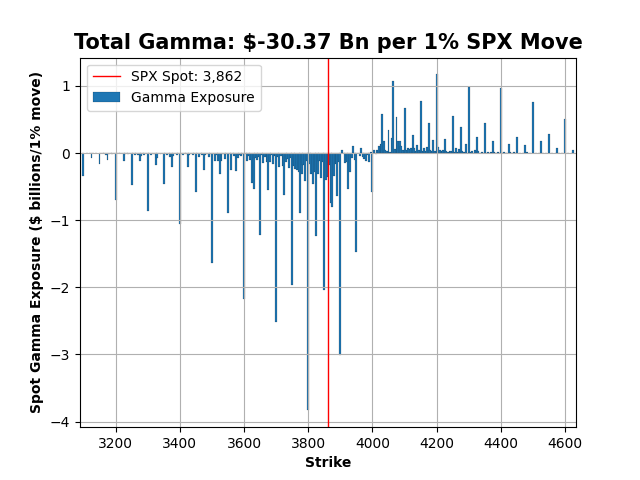 Total Gamma: $-30.37 Bn per 1% SPX Move
SPX Spot: 3,862
Gamma Exposure
Spot Gamma Exposure ($ billions/1% move)
1
0
−1
−2
−3
−4
3200 3400 3600 3800 4000 4200 4400 4600
Strike